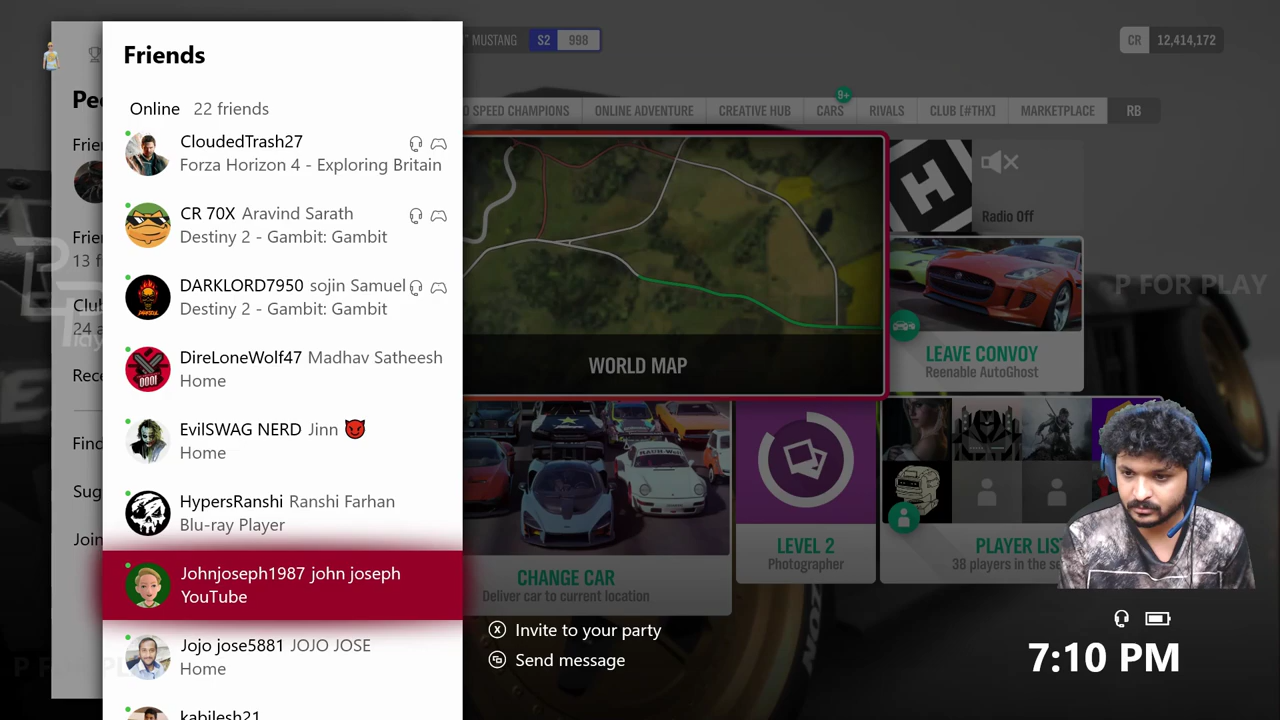 Friends
Online 22 friends
CloudedTrash27
Forza Horizon 4 - Exploring Britain
CR 70X Aravind Sarath
Destiny 2 - Gambit: Gambit
DARKLORD7950 sojin Samuel
Destiny 2 - Gambit: Gambit
DireLoneWolf47 Madhav Satheesh
Home
EvilSWAG NERD Jinn 😈
Home
HypersRanshi Ranshi Farhan
Blu-ray Player
Johnjoseph1987 john joseph
YouTube
Jojo jose5881 JOJO JOSE
Home
kabilesh21
MUSTANG S2 998
CR 12,414,172
SPEED CHAMPIONS ONLINE ADVENTURE CREATIVE HUB CARS 9+ RIVALS CLUB [#THX] MARKETPLACE RB
WORLD MAP
H
Radio Off
P FOR PLAY
LEAVE CONVOY
Reenable AutoGhost
CHANGE CAR
Deliver car to current location
LEVEL 2
Photographer
PLAYER
38 players in the
X Invite to your party
Send message
7:10 PM